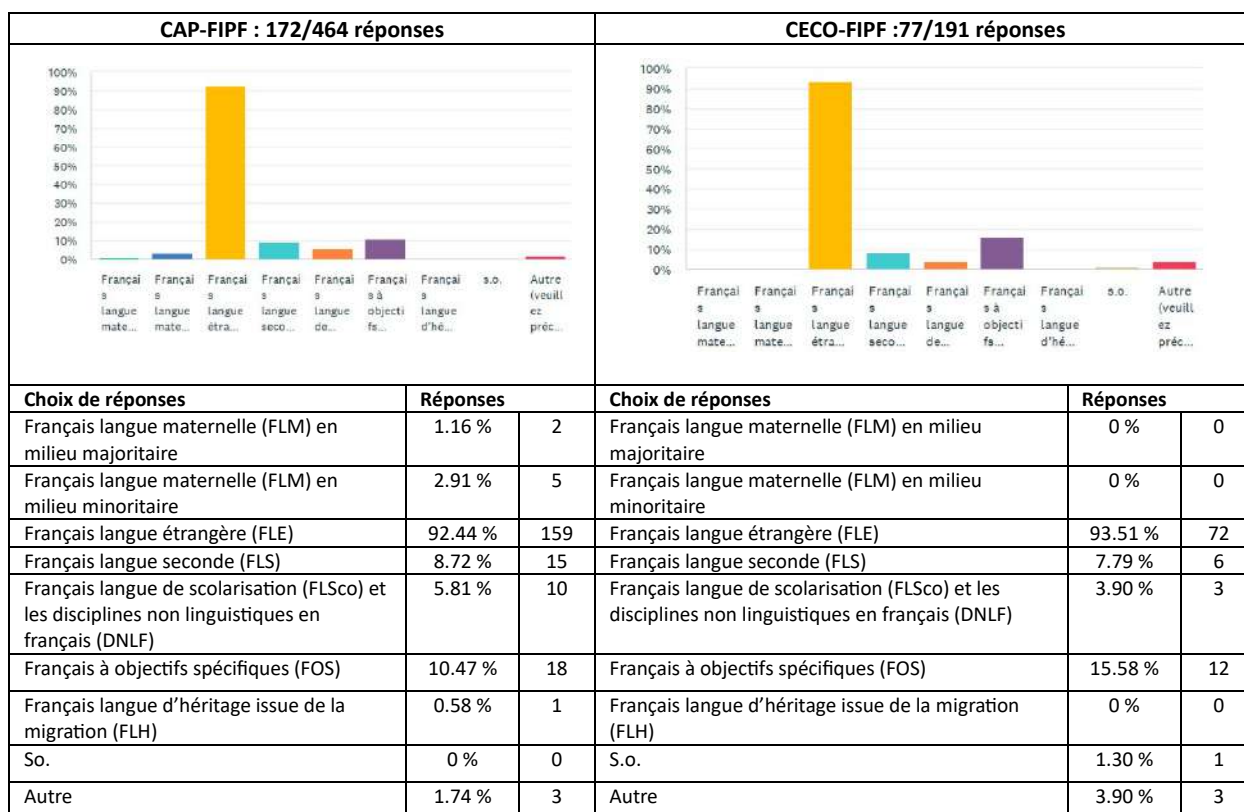 CAP-FIPF : 172/464 réponses
100%
90%
80%
70%
60%
50%
40%
30%
20%
10%
0%
Françai Françai Françai Françai Françai Françai Françai s.o. Autre
s s s s s s à s (veuill
langue langue langue langue langue objecti langue ez
mate... mate... étra... seco... de... fs... d'hé... préc...
CECO-FIPF :77/191 réponses
100%
90%
80%
70%
60%
50%
40%
30%
20%
10%
0%
Françai Françai Françai Françai Françai Françai Françai s.o. Autre
s s s s s s à s (veuill
langue langue langue langue langue objecti langue ez
mate... mate... étra... seco... de... fs... d'hé... préc...
Choix de réponses Réponses
Français langue maternelle (FLM) en
milieu majoritaire
1.16 % 2
Français langue maternelle (FLM) en
milieu minoritaire
2.91 % 5
Français langue étrangère (FLE) 92.44 % 159
Français langue seconde (FLS) 8.72 % 15
Français langue de scolarisation (FLSco) et
les disciplines non linguistiques en
français (DNLF)
5.81 % 10
Français à objectifs spécifiques (FOS) 10.47 % 18
Français langue d'héritage issue de la
migration (FLH)
0.58 % 1
So. 0 % 0
Autre 1.74 % 3
Choix de réponses Réponses
Français langue maternelle (FLM) en milieu
majoritaire
0 % 0
Français langue maternelle (FLM) en milieu
minoritaire
0 % 0
Français langue étrangère (FLE) 93.51 % 72
Français langue seconde (FLS) 7.79 % 6
Français langue de scolarisation (FLSco) et les
disciplines non linguistiques en français (DNLF)
3.90 % 3
Français à objectifs spécifiques (FOS) 15.58 % 12
Français langue d'héritage issue de la migration
(FLH)
0 % 0
S.o. 1.30 % 1
Autre 3.90 % 3